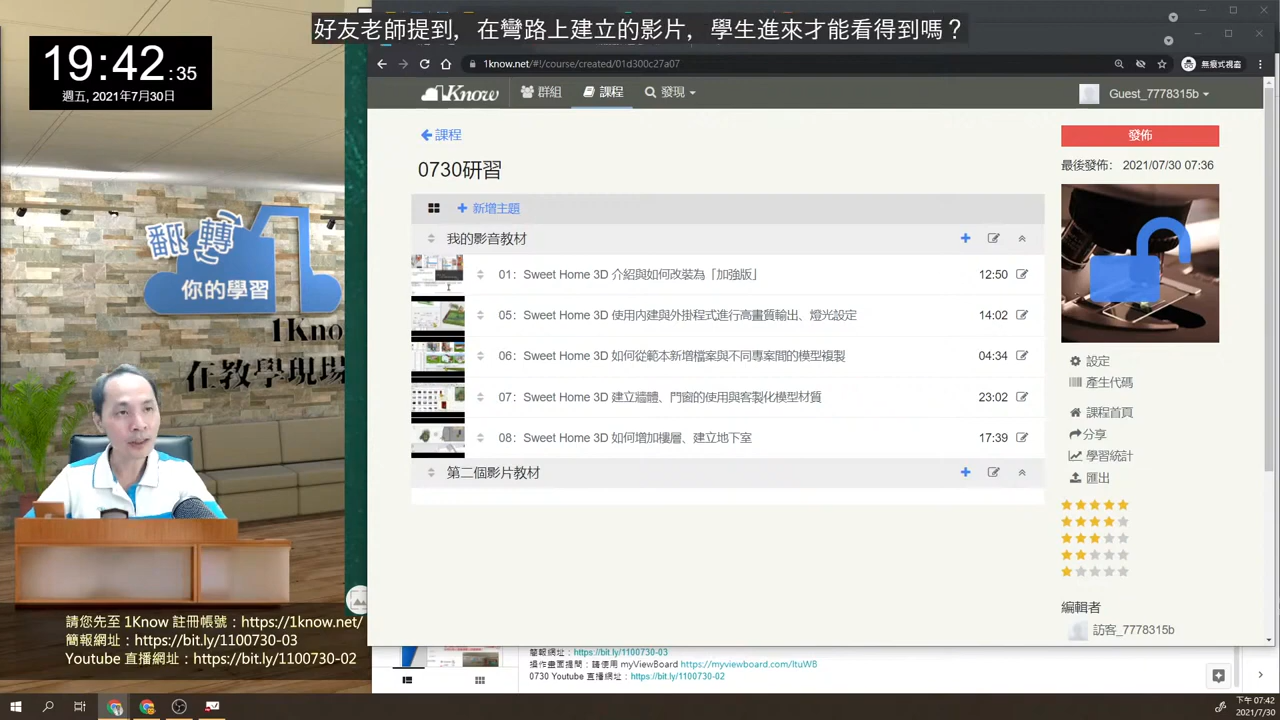 好友老師提到, 在彎路上建立的影片, 學生進來才能看得到嗎？
19:42:35
週五, 2021年7月30日
1know.net/#!/course/created/01d300c27a07
無痕式視窗
1Know
群組
課程
發現
Guest_7778315b
課程
發佈
最後發佈： 2021/07/30 07:36
0730研習
新增主題
我的影音教材
01：Sweet Home 3D 介紹與如何改裝為「加強版」
12:50
05：Sweet Home 3D 使用內建與外掛程式進行高畫質輸出、燈光設定
14:02
06：Sweet Home 3D 如何從範本新增檔案與不同專案間的模型複製
04:34
07：Sweet Home 3D 建立牆體、門窗的使用與客製化模型材質
23:02
08：Sweet Home 3D 如何增加樓層、建立地下室
17:39
第二個影片教材
設定
產生代碼
課程首頁
分享
學習統計
匯出
編輯者
訪客_7778315b
翻轉
你的學習
1Know
在教學現場
請您先至 1Know 註冊帳號：https://1know.net/
簡報網址：https://bit.ly/1100730-03
Youtube 直播網址：https://bit.ly/1100730-02
簡報網址：https://bit.ly/1100730-03
操作畫面提問：請使用 myViewBoard https://myviewboard.com/ltuWB
0730 Youtube 直播網址：https://bit.ly/1100730-02
下午 07:42
2021/7/30